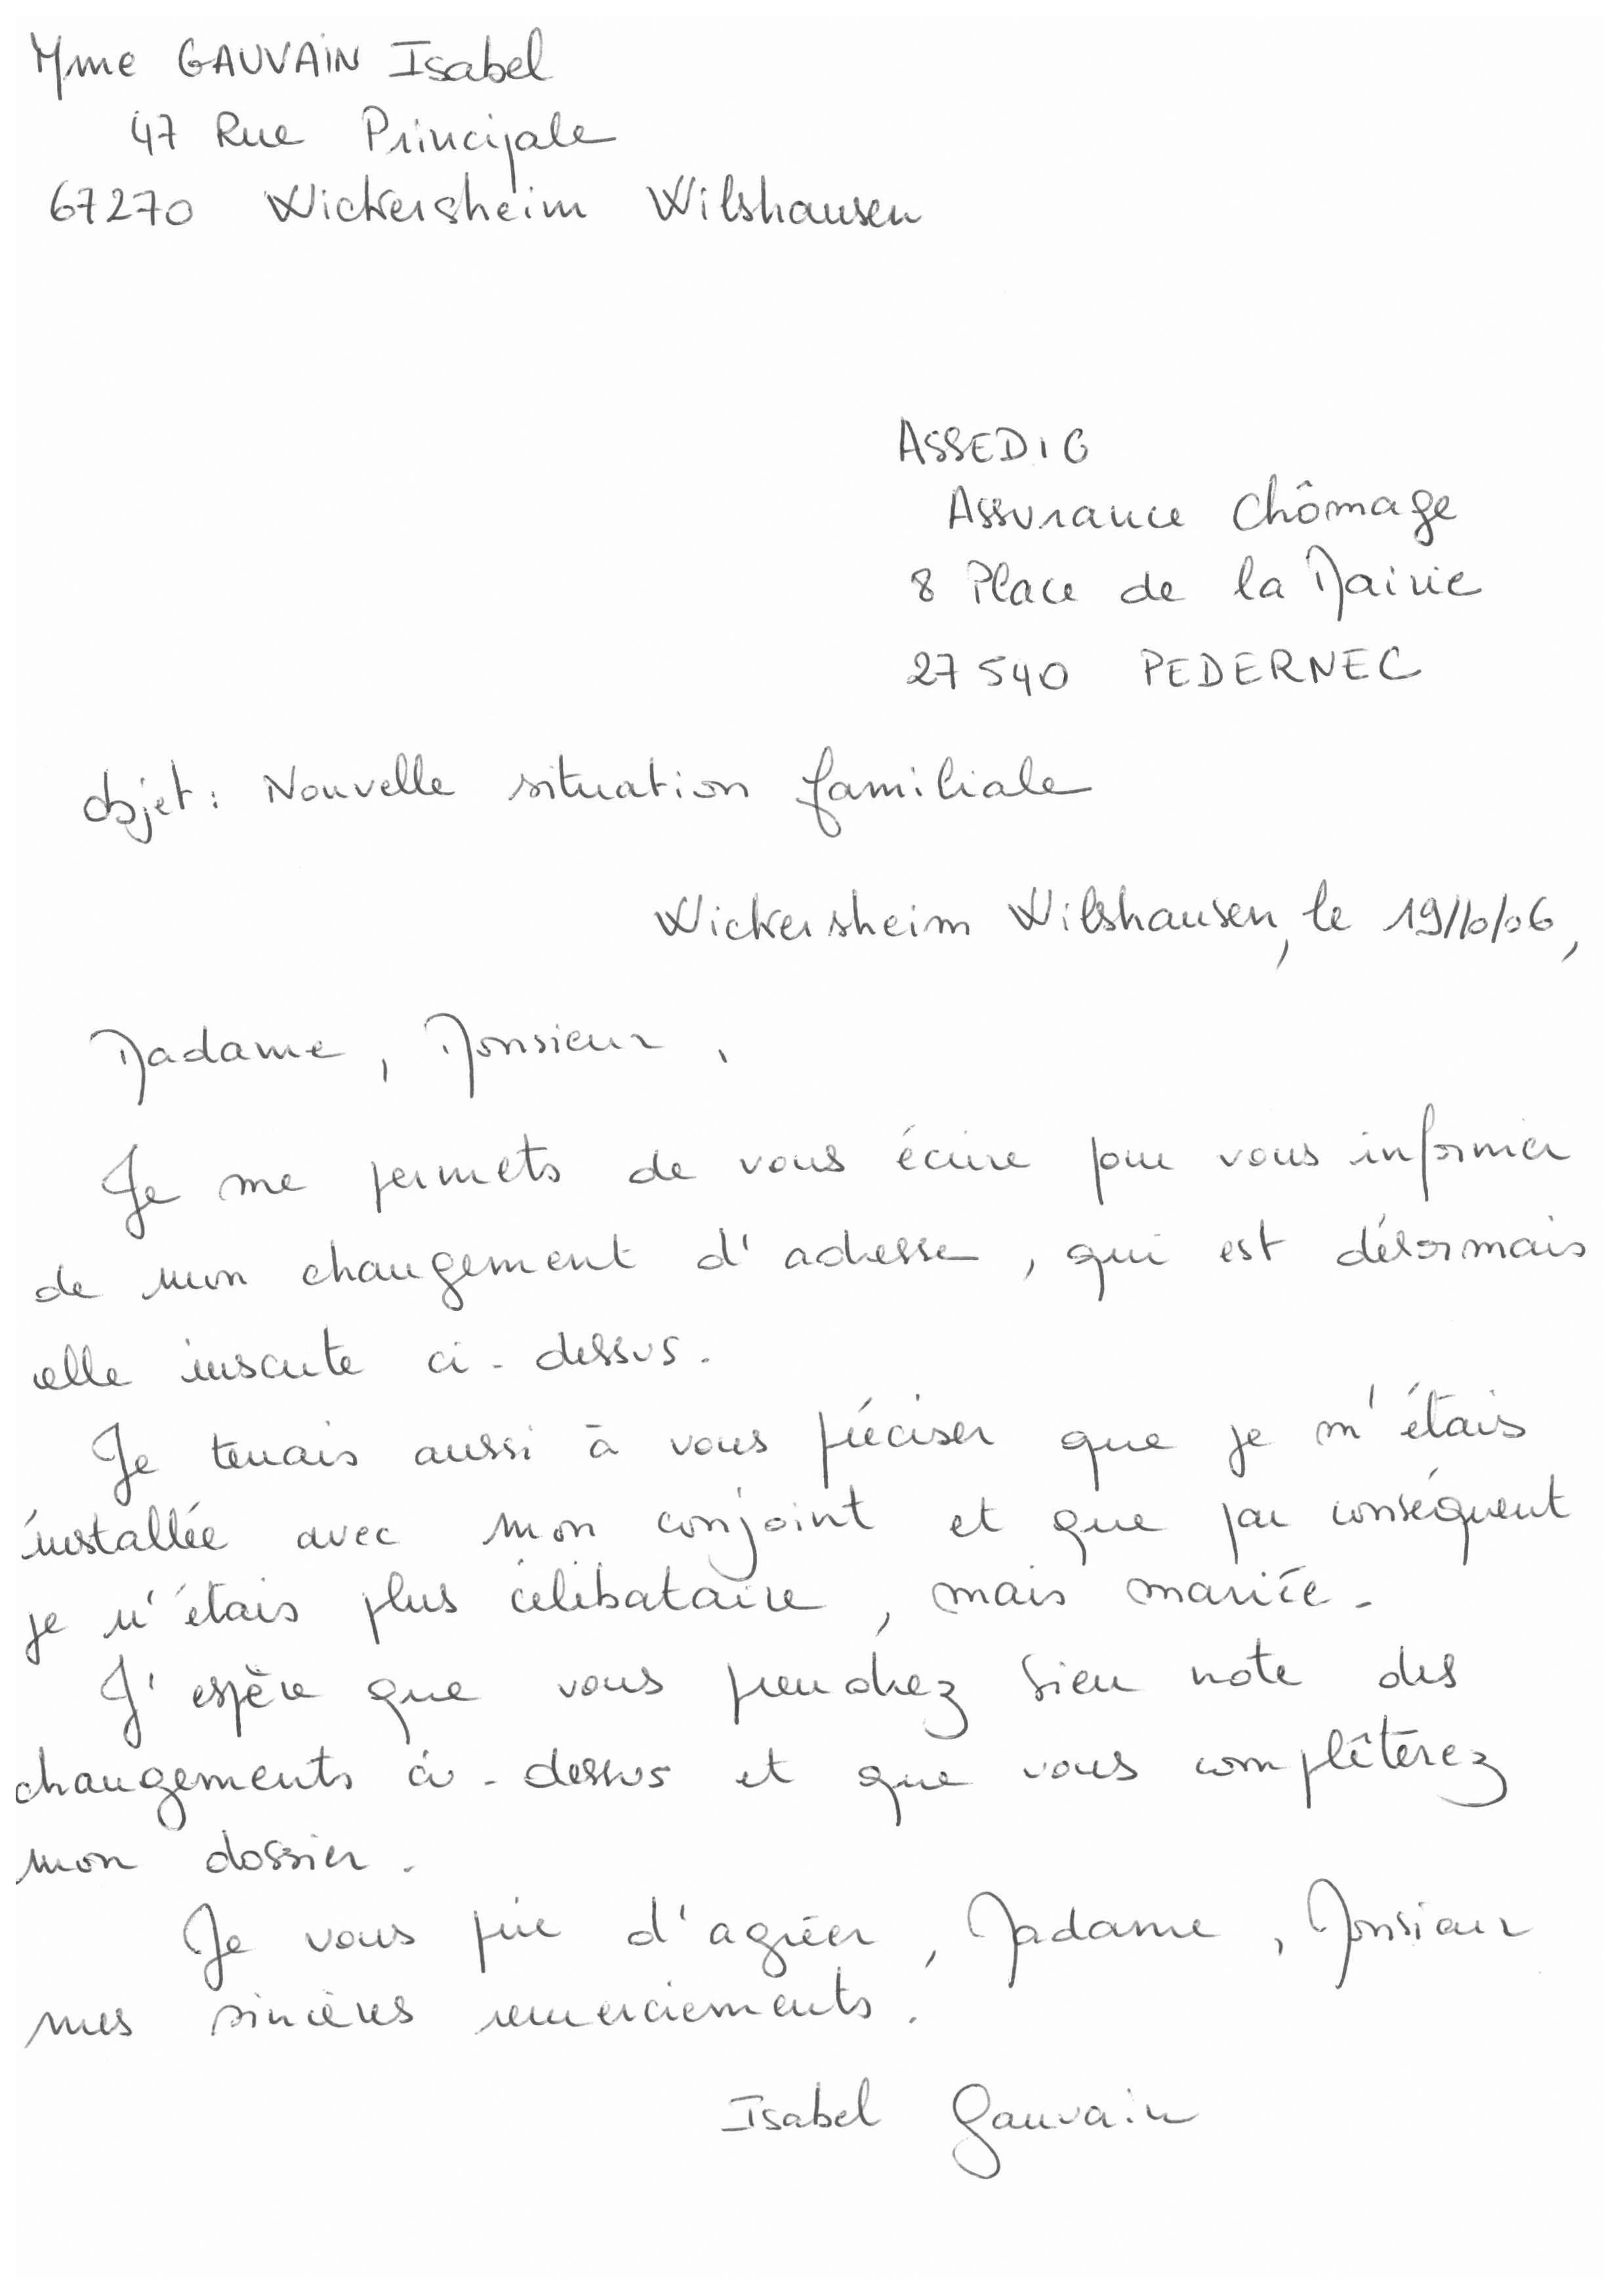 Mme GAUVAIN Isabel
47 Rue Principale
67270 Wickersheim Wilshausen
ASSEDIC
Assurance Chômage
8 Place de la Mairie
27540 PEDERNEC
Objet : Nouvelle situation familiale
Wickersheim Wilshausen, le 19/10/06,
Madame, Monsieur,
Je me permets de vous écrire pour vous informer
de mon changement d'adresse, qui est désormais
celle inscrite ci-dessus.
Je tenais aussi à vous préciser que je m'étais
installée avec mon conjoint et que par conséquent
je n'étais plus célibataire, mais mariée.
J'espère que vous prendrez bien note des
changements ci-dessus et que vous complèterez
mon dossier.
Je vous prie d'agréer, Madame, Monsieur
mes sincères remerciements.
Isabel Gauvain